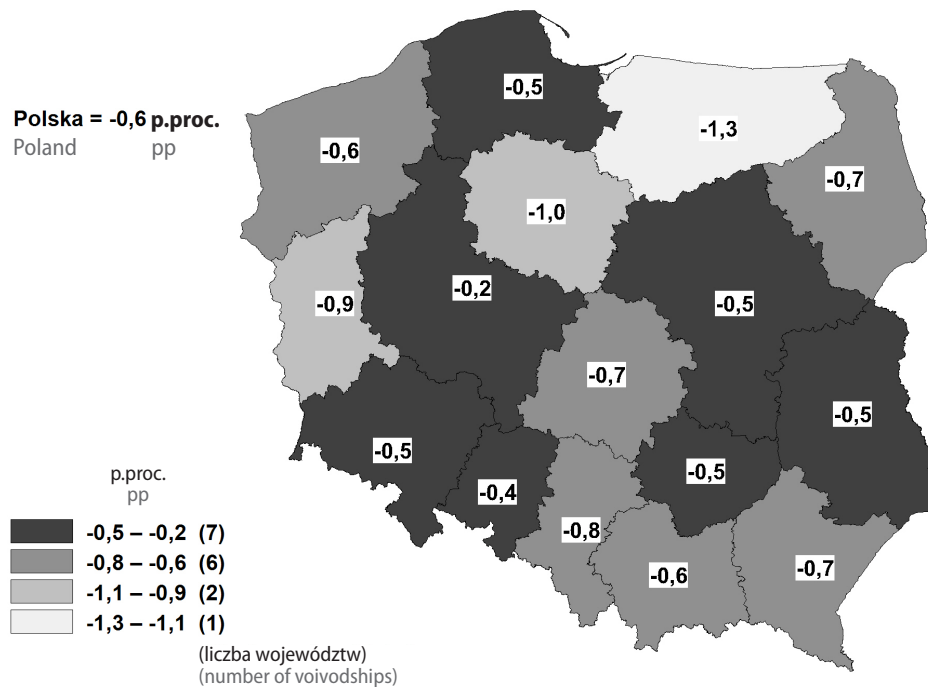 -0,5
Polska = -0,6 p.proc.
Poland pp
-1,3
-0,6
-0,7
-1,0
-0,2
-0,9
-0,5
-0,7
-0,5
-0,5
-0,5
-0,4
-0,8
-0,6
-0,7
p.proc.
pp
-0,5 – -0,2 (7)
-0,8 – -0,6 (6)
-1,1 – -0,9 (2)
-1,3 – -1,1 (1)
(liczba województw)
(number of voivodships)